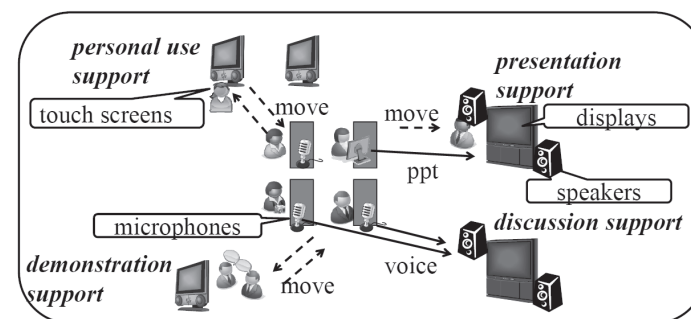 personal use
support
touch screens
move
move
presentation
support
displays
ppt
speakers
microphones
discussion support
voice
demonstration
support
move